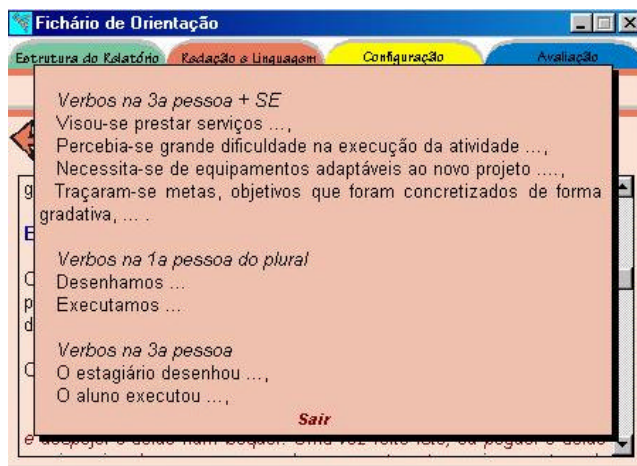 Fichário de Orientação
Estrutura do Relatório Redação e Linguagem Configuração Avaliação
Verbos na 3a pessoa + SE
Visou-se prestar serviços ...,
Percebia-se grande dificuldade na execução da atividade ...,
Necessita-se de equipamentos adaptáveis ao novo projeto ....,
Traçaram-se metas, objetivos que foram concretizados de forma
gradativa, ... .
Verbos na 1a pessoa do plural
Desenhamos ...
Executamos ...
Verbos na 3a pessoa
O estagiário desenhou ...,
O aluno executou ...,
Sair